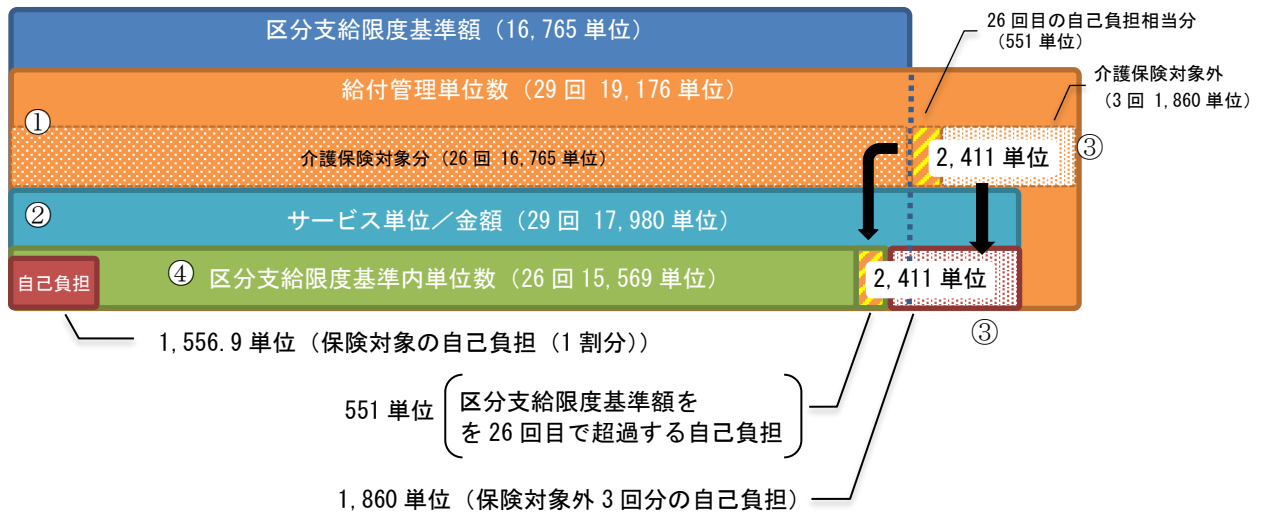 区分支給限度基準額（16,765 単位）
26 回目の自己負担相当分
（551 単位）
給付管理単位数（29 回 19,176 単位）
介護保険対象外
（3 回 1,860 単位）
①
介護保険対象分（26 回 16,765 単位）
2,411 単位
③
②
サービス単位／金額（29 回 17,980 単位）
自己負担
④
区分支給限度基準内単位数（26 回 15,569 単位）
2,411 単位
③
1,556.9 単位（保険対象の自己負担（1 割分））
551 単位
区分支給限度基準額を
を 26 回目で超過する自己負担
1,860 単位（保険対象外 3 回分の自己負担）